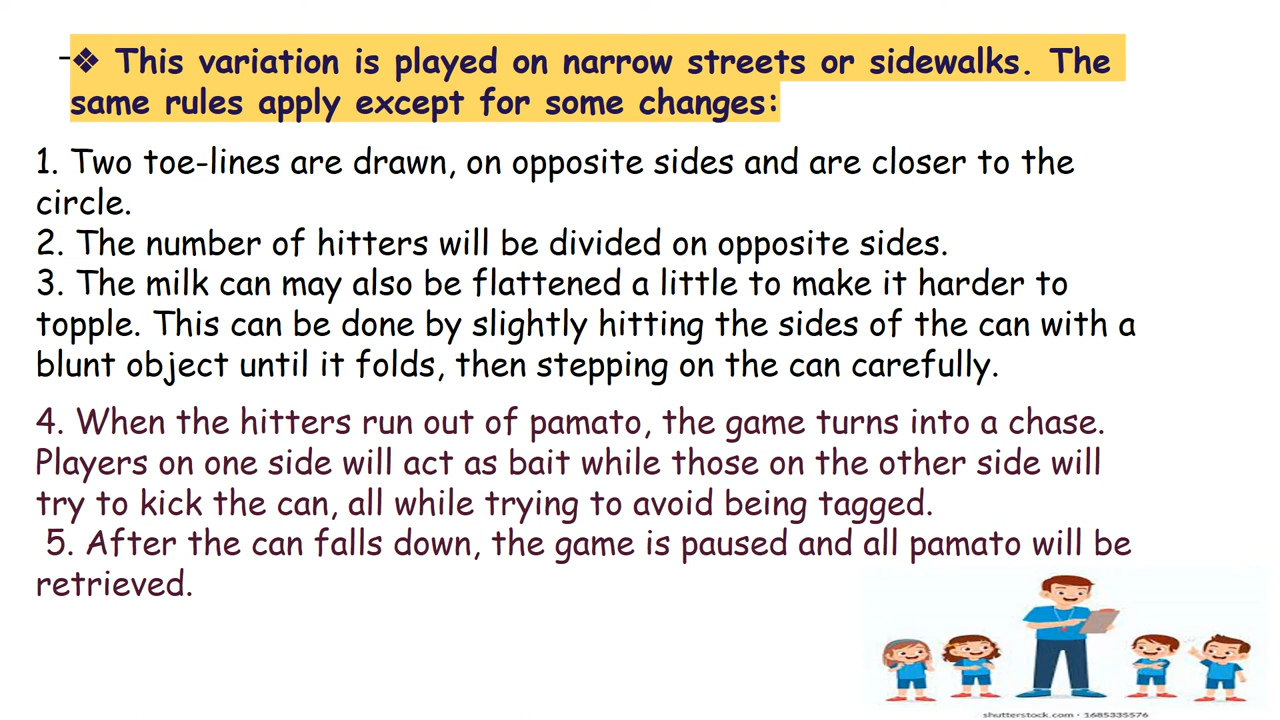 -❖ This variation is played on narrow streets or sidewalks. The
same rules apply except for some changes:
1. Two toe-lines are drawn, on opposite sides and are closer to the
circle.
2. The number of hitters will be divided on opposite sides.
3. The milk can may also be flattened a little to make it harder to
topple. This can be done by slightly hitting the sides of the can with a
blunt object until it folds, then stepping on the can carefully.
4. When the hitters run out of pamato, the game turns into a chase.
Players on one side will act as bait while those on the other side will
try to kick the can, all while trying to avoid being tagged.
5. After the can falls down, the game is paused and all pamato will be
retrieved.
shutterstock.com · 1685335576